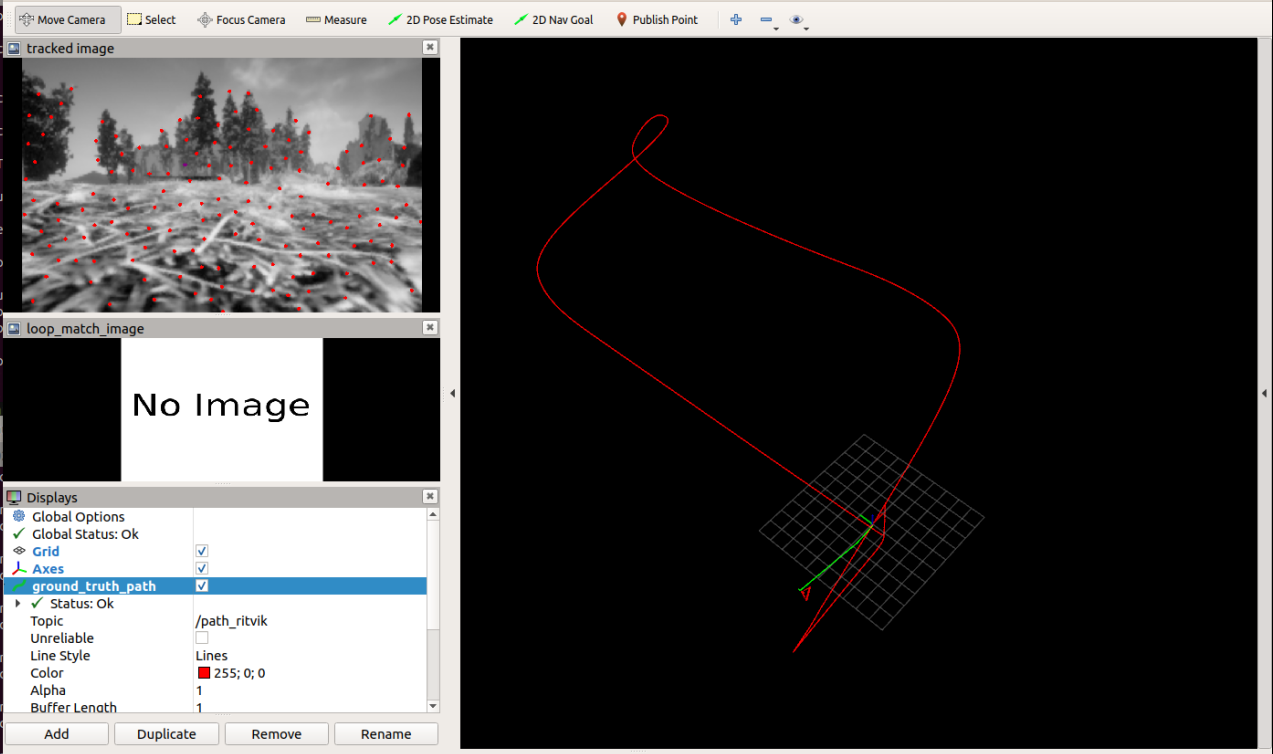 Move Camera Select Focus Camera Measure 2D Pose Estimate 2D Nav Goal Publish Point
tracked image
loop_match_image
No Image
Displays
Global Options
Global Status: Ok
Grid
Axes
ground_truth_path
Status: Ok
Topic /path_ritvik
Unreliable
Line Style Lines
Color 255; 0; 0
Alpha 1
Buffer Length 1
Add Duplicate Remove Rename